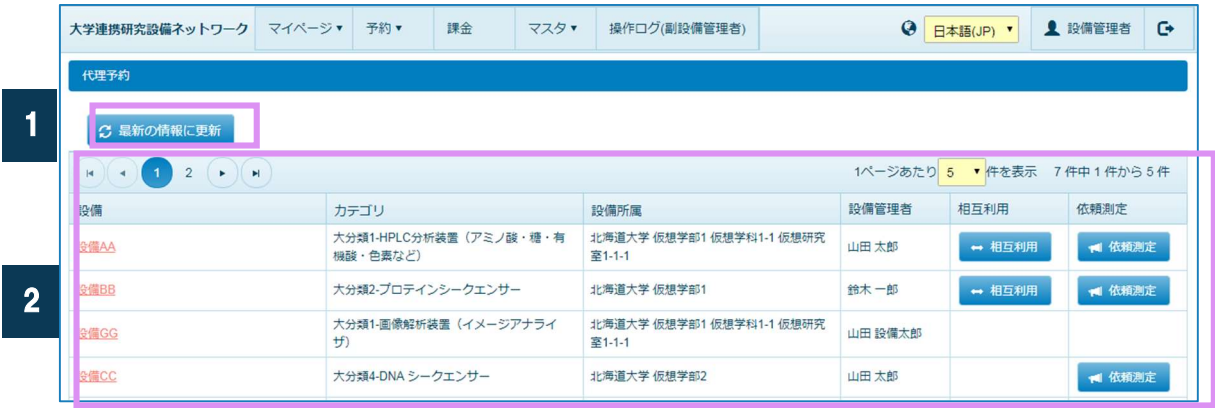 大学連携研究設備ネットワーク マイページ▼ 予約▼ 課金 マスタ▼ 操作ログ(副設備管理者) 日本語(JP) ▼ 設備管理者
代理予約
1
最新の情報に更新
1 2 1ページあたり 5 ▼ 件を表示 7 件中 1 件から 5 件
設備 カテゴリ 設備所属 設備管理者 相互利用 依頼測定
設備AA 大分類1-HPLC分析装置（アミノ酸・糖・有 北海道大学 仮想学部1 仮想学科1-1 仮想研究 山田 太郎 相互利用 依頼測定
機酸・色素など） 室1-1-1
2
設備BB 大分類2-プロテインシークエンサー 北海道大学 仮想学部1 鈴木 一郎 相互利用 依頼測定
設備GG 大分類1-画像解析装置（イメージアナライ 北海道大学 仮想学部1 仮想学科1-1 仮想研究 山田 設備太郎
ザ） 室1-1-1
設備CC 大分類4-DNA シークエンサー 北海道大学 仮想学部2 山田 太郎 依頼測定